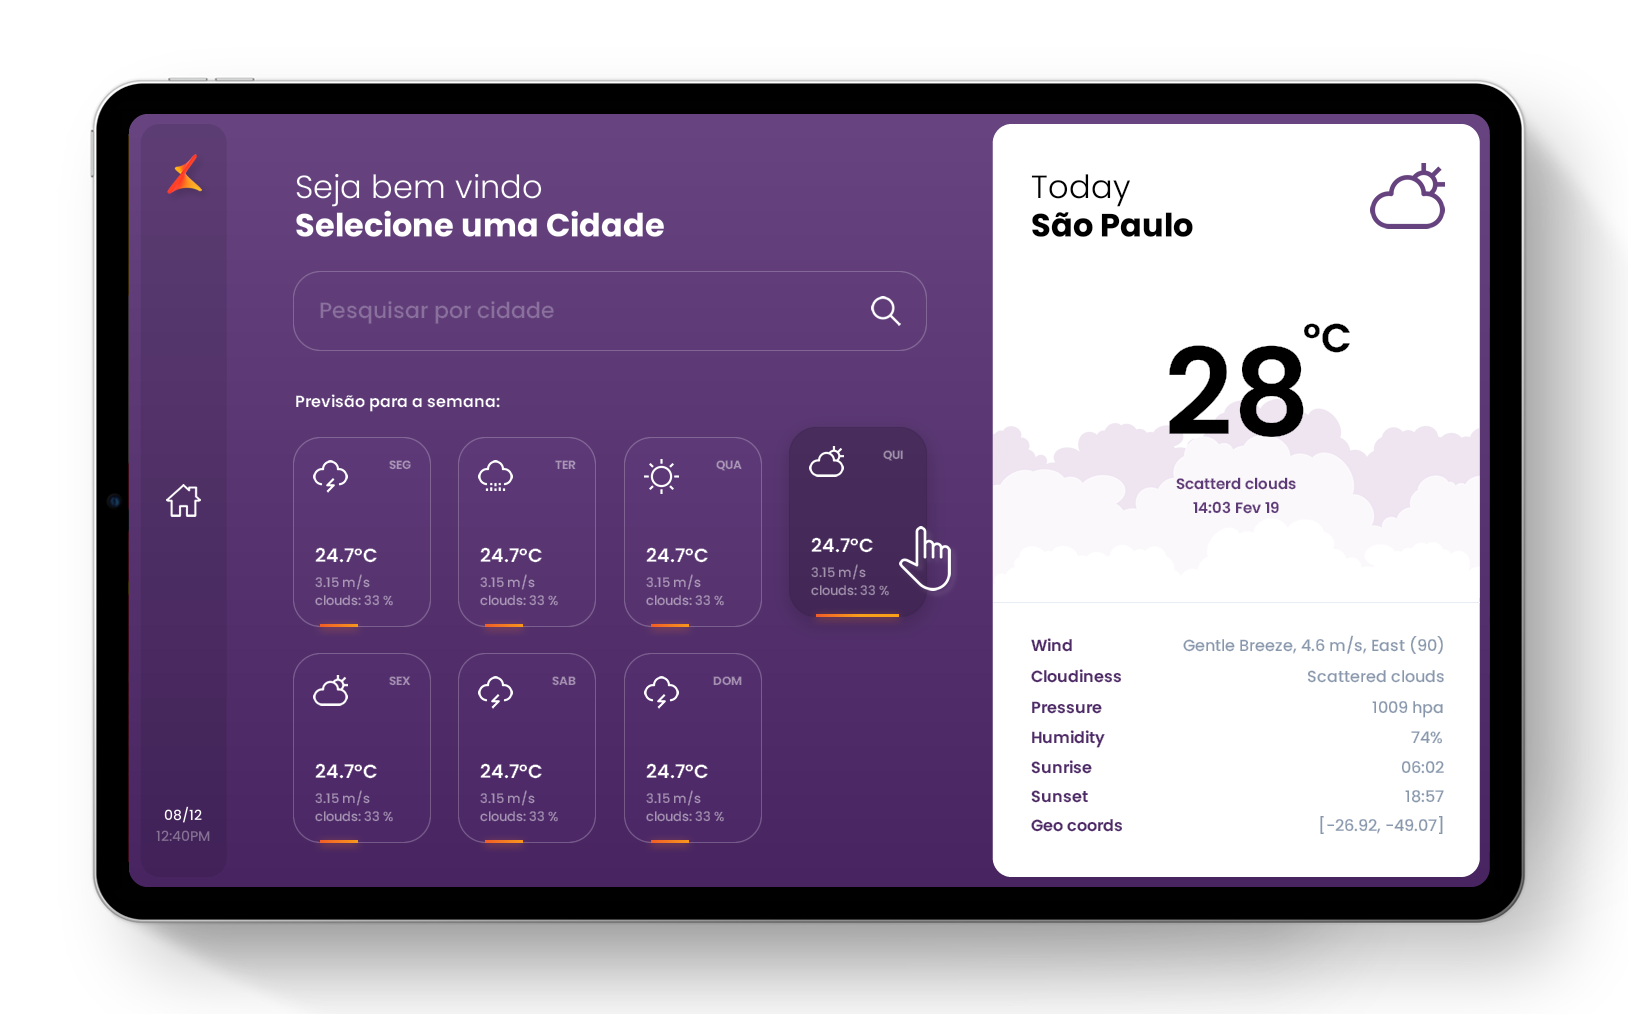 Seja bem vindo
Selecione uma Cidade
Pesquisar por cidade
Previsão para a semana:
SEG
24.7°C
3.15 m/s
clouds: 33 %
TER
24.7°C
3.15 m/s
clouds: 33 %
QUA
24.7°C
3.15 m/s
clouds: 33 %
QUI
24.7°C
3.15 m/s
clouds: 33 %
SEX
24.7°C
3.15 m/s
clouds: 33 %
SAB
24.7°C
3.15 m/s
clouds: 33 %
DOM
24.7°C
3.15 m/s
clouds: 33 %
08/12
12:40PM
Today
São Paulo
28°C
Scatterd clouds
14:03 Fev 19
Wind Gentle Breeze, 4.6 m/s, East (90)
Cloudiness Scattered clouds
Pressure 1009 hpa
Humidity 74%
Sunrise 06:02
Sunset 18:57
Geo coords [-26.92, -49.07]